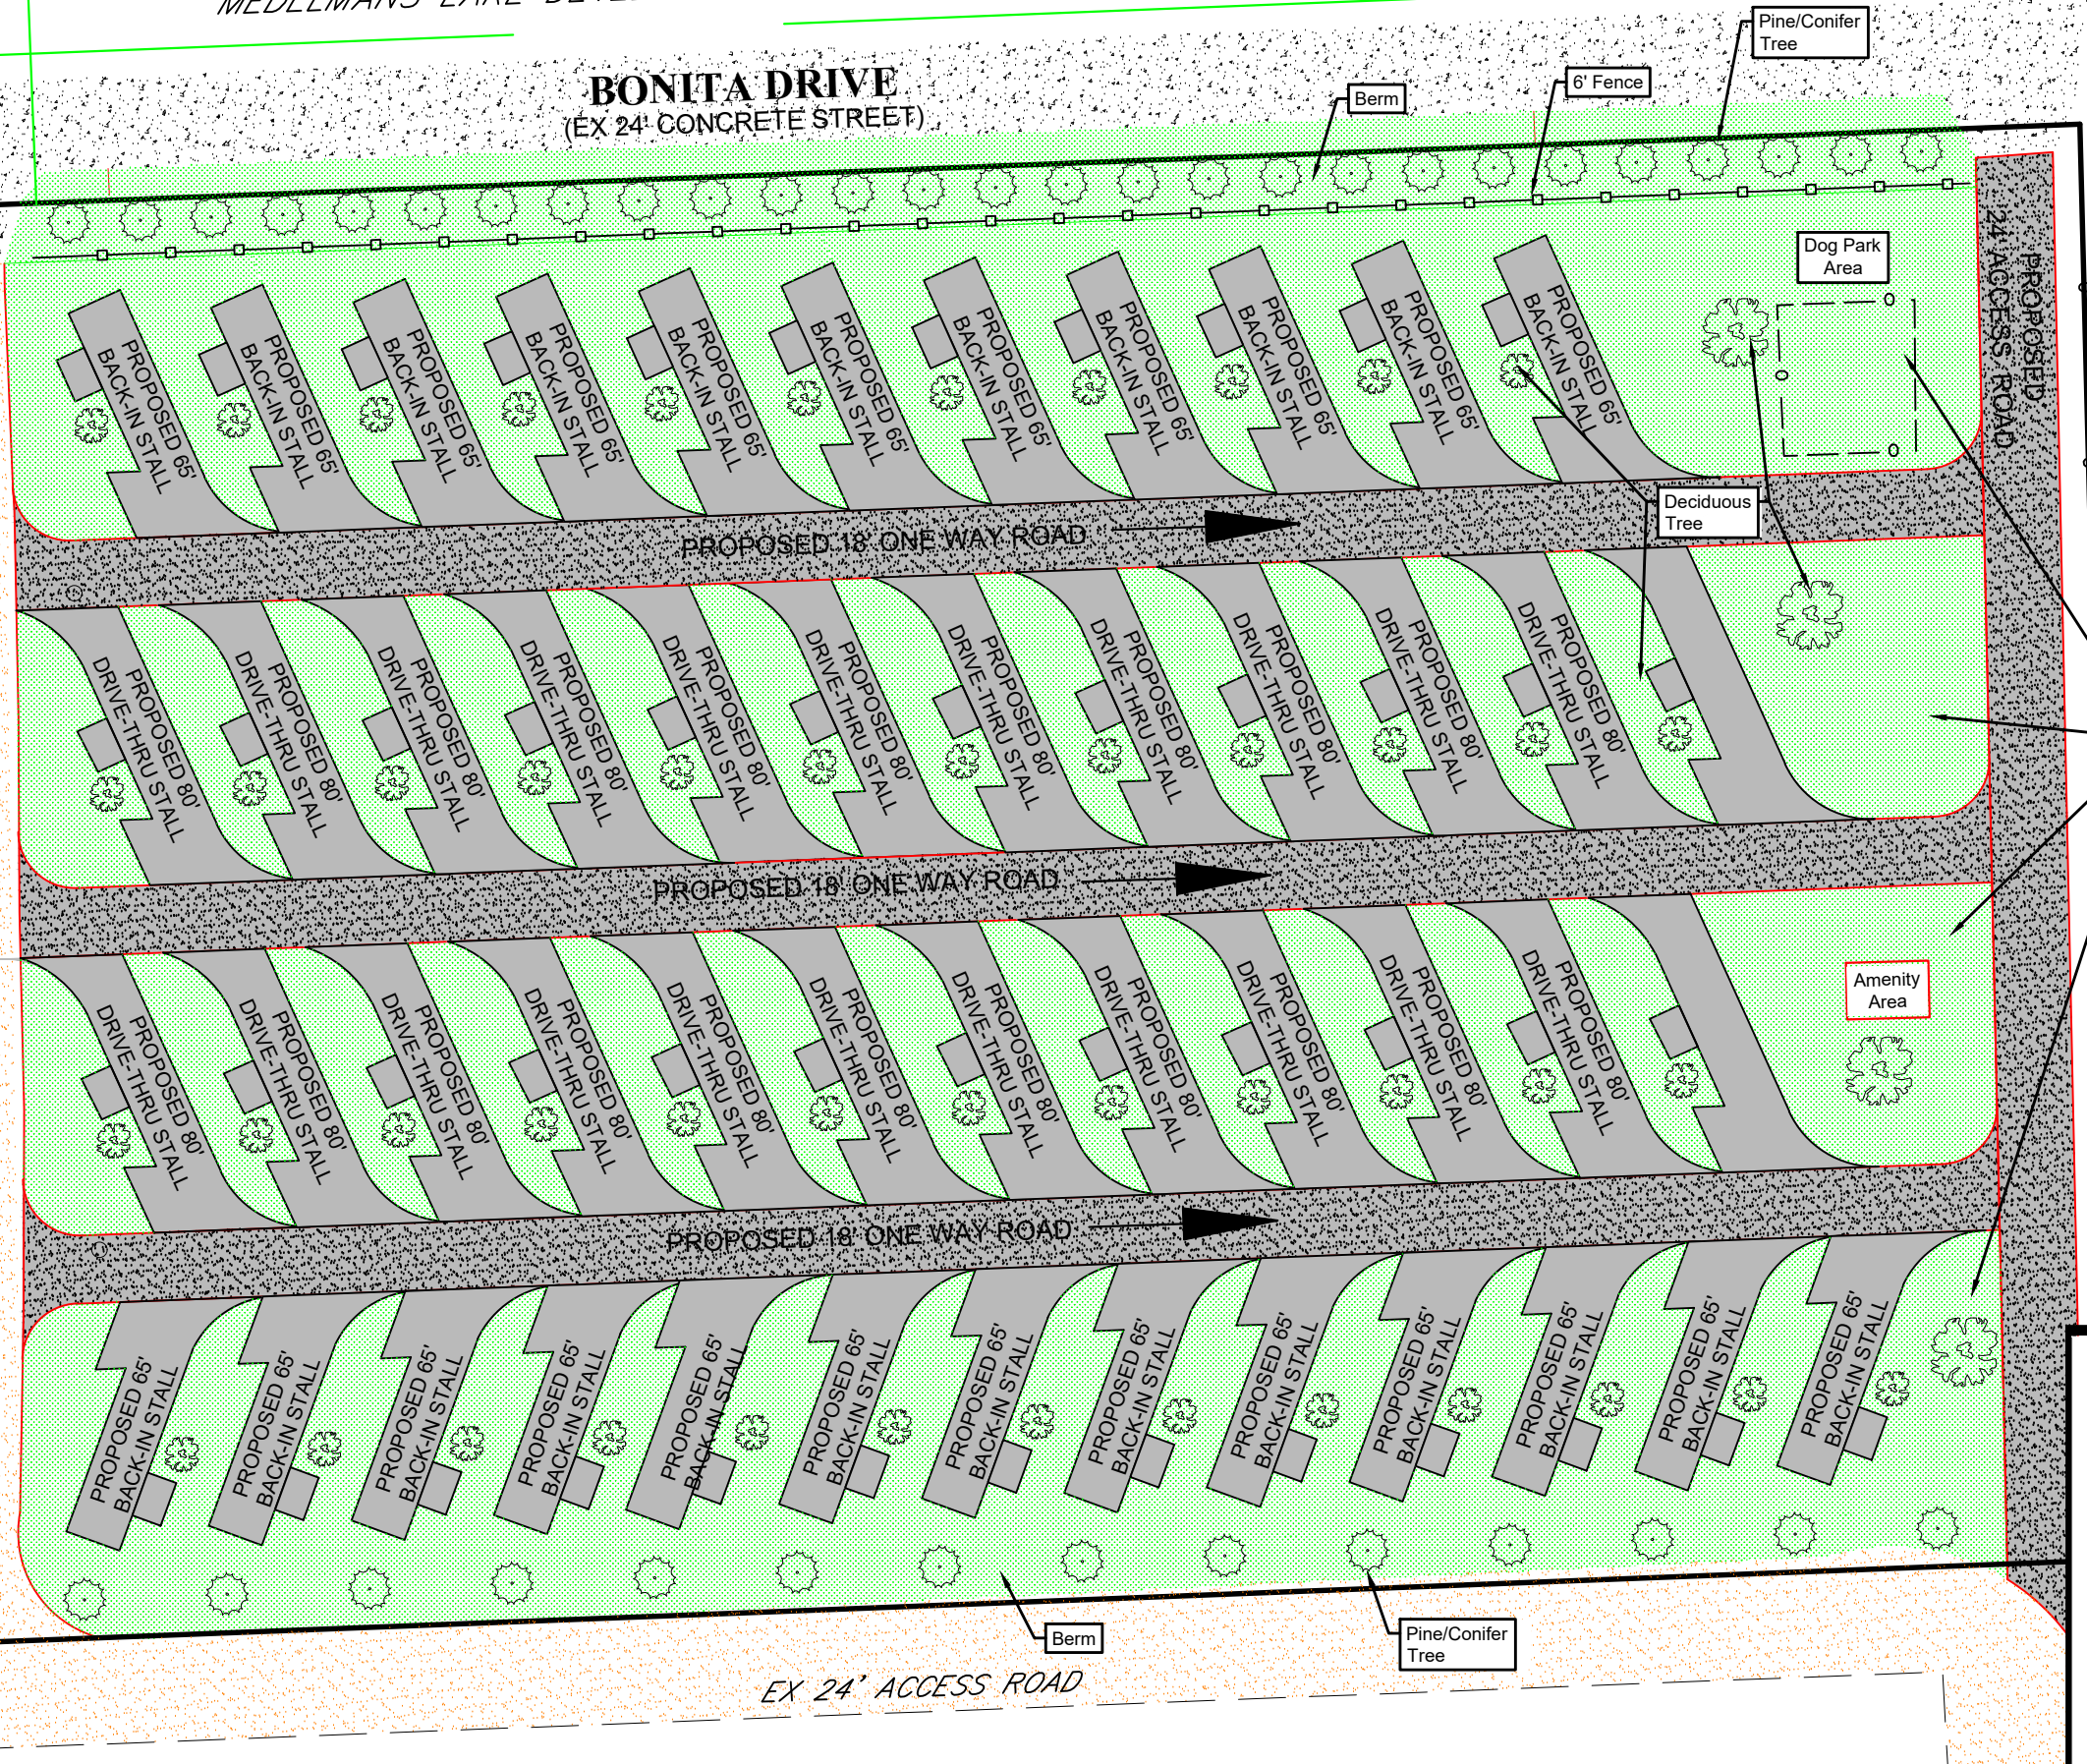 MEDELMANS LAKE
Pine/Conifer
Tree
BONITA DRIVE
(EX 24' CONCRETE STREET)
Berm
6' Fence
Dog Park
Area
PROPOSED
24' ACCESS ROAD
PROPOSED 65'
BACK-IN STALL
PROPOSED 65'
BACK-IN STALL
PROPOSED 65'
BACK-IN STALL
PROPOSED 65'
BACK-IN STALL
PROPOSED 65'
BACK-IN STALL
PROPOSED 65'
BACK-IN STALL
PROPOSED 65'
BACK-IN STALL
PROPOSED 65'
BACK-IN STALL
PROPOSED 65'
BACK-IN STALL
PROPOSED 65'
BACK-IN STALL
PROPOSED 65'
BACK-IN STALL
Deciduous
Tree
PROPOSED 18' ONE WAY ROAD
PROPOSED 80'
DRIVE-THRU STALL
PROPOSED 80'
DRIVE-THRU STALL
PROPOSED 80'
DRIVE-THRU STALL
PROPOSED 80'
DRIVE-THRU STALL
PROPOSED 80'
DRIVE-THRU STALL
PROPOSED 80'
DRIVE-THRU STALL
PROPOSED 80'
DRIVE-THRU STALL
PROPOSED 80'
DRIVE-THRU STALL
PROPOSED 80'
DRIVE-THRU STALL
PROPOSED 80'
DRIVE-THRU STALL
PROPOSED 80'
DRIVE-THRU STALL
PROPOSED 18' ONE WAY ROAD
PROPOSED 80'
DRIVE-THRU STALL
PROPOSED 80'
DRIVE-THRU STALL
PROPOSED 80'
DRIVE-THRU STALL
PROPOSED 80'
DRIVE-THRU STALL
PROPOSED 80'
DRIVE-THRU STALL
PROPOSED 80'
DRIVE-THRU STALL
PROPOSED 80'
DRIVE-THRU STALL
PROPOSED 80'
DRIVE-THRU STALL
PROPOSED 80'
DRIVE-THRU STALL
PROPOSED 80'
DRIVE-THRU STALL
PROPOSED 80'
DRIVE-THRU STALL
Amenity
Area
PROPOSED 18' ONE WAY ROAD
PROPOSED 65'
BACK-IN STALL
PROPOSED 65'
BACK-IN STALL
PROPOSED 65'
BACK-IN STALL
PROPOSED 65'
BACK-IN STALL
PROPOSED 65'
BACK-IN STALL
PROPOSED 65'
BACK-IN STALL
PROPOSED 65'
BACK-IN STALL
PROPOSED 65'
BACK-IN STALL
PROPOSED 65'
BACK-IN STALL
PROPOSED 65'
BACK-IN STALL
PROPOSED 65'
BACK-IN STALL
PROPOSED 65'
BACK-IN STALL
PROPOSED 65'
BACK-IN STALL
Berm
Pine/Conifer
Tree
EX 24' ACCESS ROAD